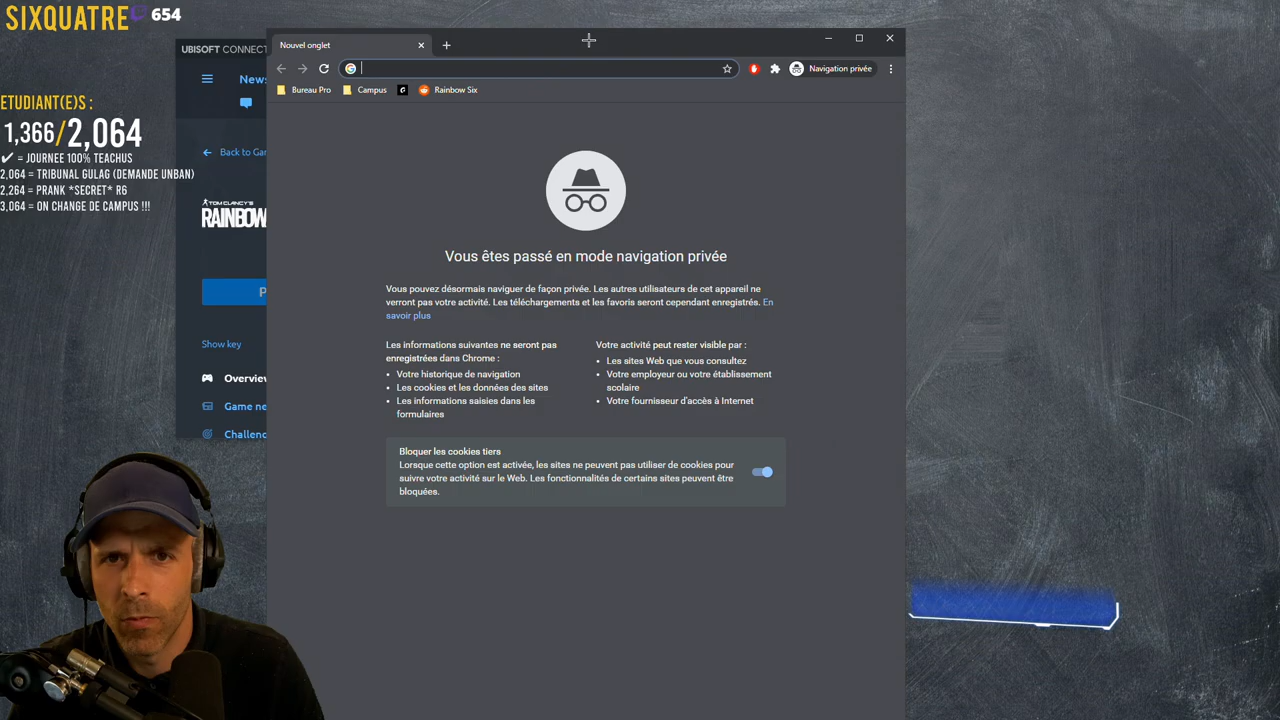 SIXQUATRE 654
UBISOFT CONNECT
News
ETUDIANT(E)S :
1,366/2,064
✔ = JOURNEE 100% TEACHUS
2,064 = TRIBUNAL GULAG (DEMANDE UNBAN)
2,264 = PRANK *SECRET* R6
3,064 = ON CHANGE DE CAMPUS !!!
Back to Gar
TOM CLANCY'S
RAINBOW
P
Show key
Overview
Game ne
Challenc
Nouvel onglet
Navigation privée
Bureau Pro Campus Rainbow Six
Vous êtes passé en mode navigation privée
Vous pouvez désormais naviguer de façon privée. Les autres utilisateurs de cet appareil ne
verront pas votre activité. Les téléchargements et les favoris seront cependant enregistrés. En
savoir plus
Les informations suivantes ne seront pas
enregistrées dans Chrome :
• Votre historique de navigation
• Les cookies et les données des sites
• Les informations saisies dans les
formulaires
Votre activité peut rester visible par :
• Les sites Web que vous consultez
• Votre employeur ou votre établissement
scolaire
• Votre fournisseur d'accès à Internet
Bloquer les cookies tiers
Lorsque cette option est activée, les sites ne peuvent pas utiliser de cookies pour
suivre votre activité sur le Web. Les fonctionnalités de certains sites peuvent être
bloquées.